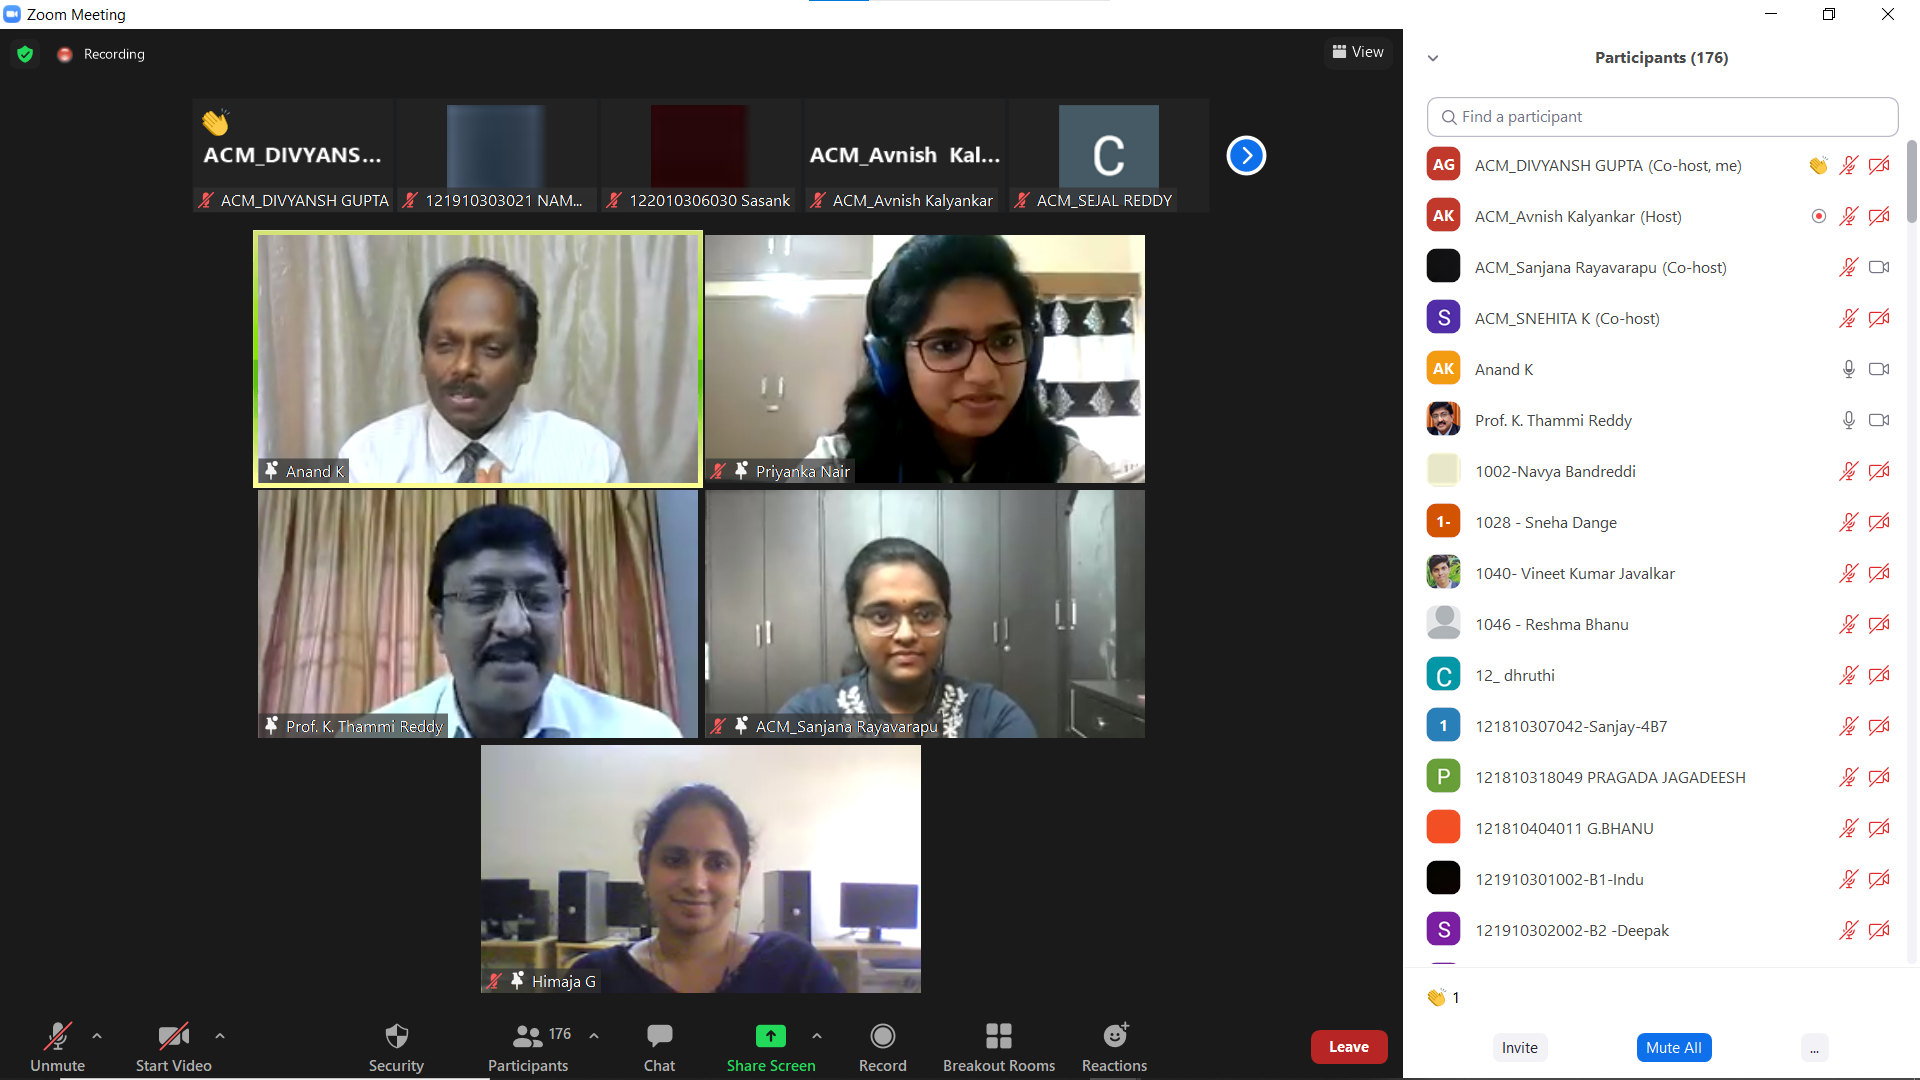 Zoom Meeting
Recording
View
ACM_DIVYANS...
ACM_Avnish Kal...
C
ACM_DIVYANSH GUPTA
121910303021 NAM...
122010306030 Sasank
ACM_Avnish Kalyankar
ACM_SEJAL REDDY
Anand K
Priyanka Nair
Prof. K. Thammi Reddy
ACM_Sanjana Rayavarapu
Himaja G
Unmute
Start Video
Security
176
Participants
Chat
Share Screen
Record
Breakout Rooms
Reactions
Leave
Participants (176)
Find a participant
AG ACM_DIVYANSH GUPTA (Co-host, me)
AK ACM_Avnish Kalyankar (Host)
ACM_Sanjana Rayavarapu (Co-host)
S ACM_SNEHITA K (Co-host)
AK Anand K
Prof. K. Thammi Reddy
1002-Navya Bandreddi
1- 1028 - Sneha Dange
1040- Vineet Kumar Javalkar
1046 - Reshma Bhanu
C 12_ dhruthi
1 121810307042-Sanjay-4B7
P 121810318049 PRAGADA JAGADEESH
121810404011 G.BHANU
121910301002-B1-Indu
S 121910302002-B2 -Deepak
1
Invite
Mute All
...